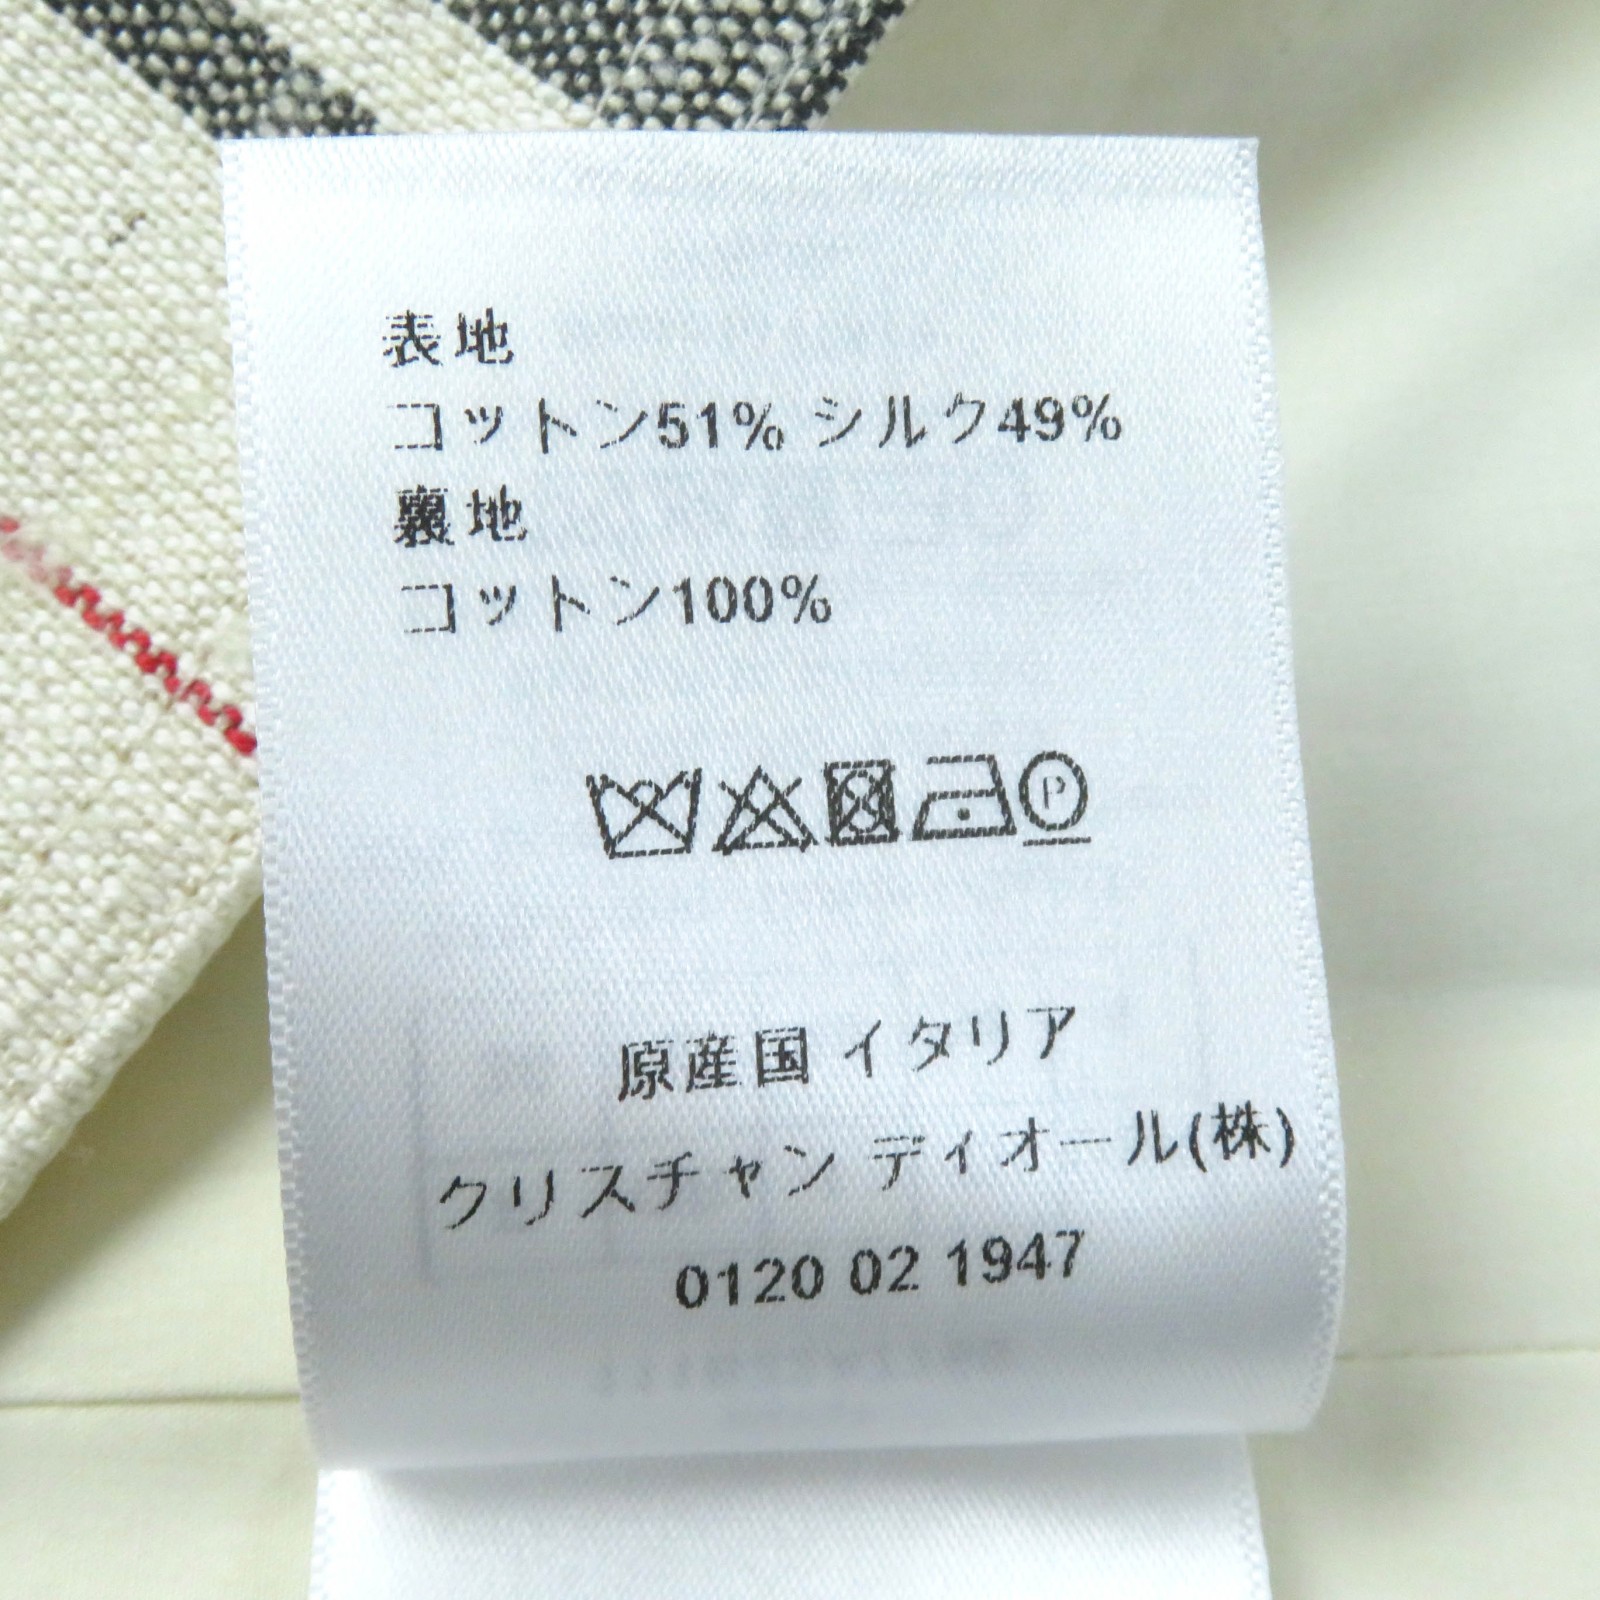 表地
コットン51% シルク49%
裏地
コットン100%
P
原産国 イタリア
クリスチャン ディオール(株)
0120 02 1947